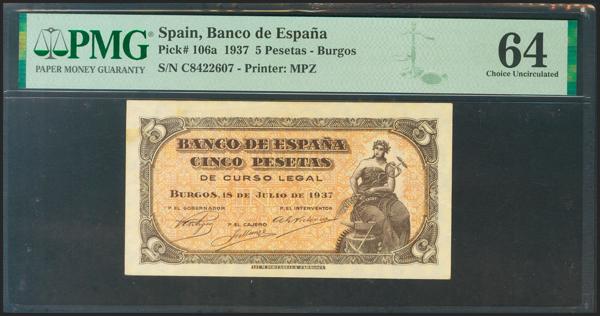 PMG
PAPER MONEY GUARANTY
Spain, Banco de España
Pick# 106a 1937 5 Pesetas - Burgos
S/N C8422607 - Printer: MPZ
64
Choice Uncirculated
5
5
BANCO DE ESPAÑA
CINCO PESETAS
DE CURSO LEGAL
BURGOS, 18 DE JULIO DE 1937
P. EL GOBERNADOR
P. EL INTERVENTOR
P. EL CAJERO
5
5